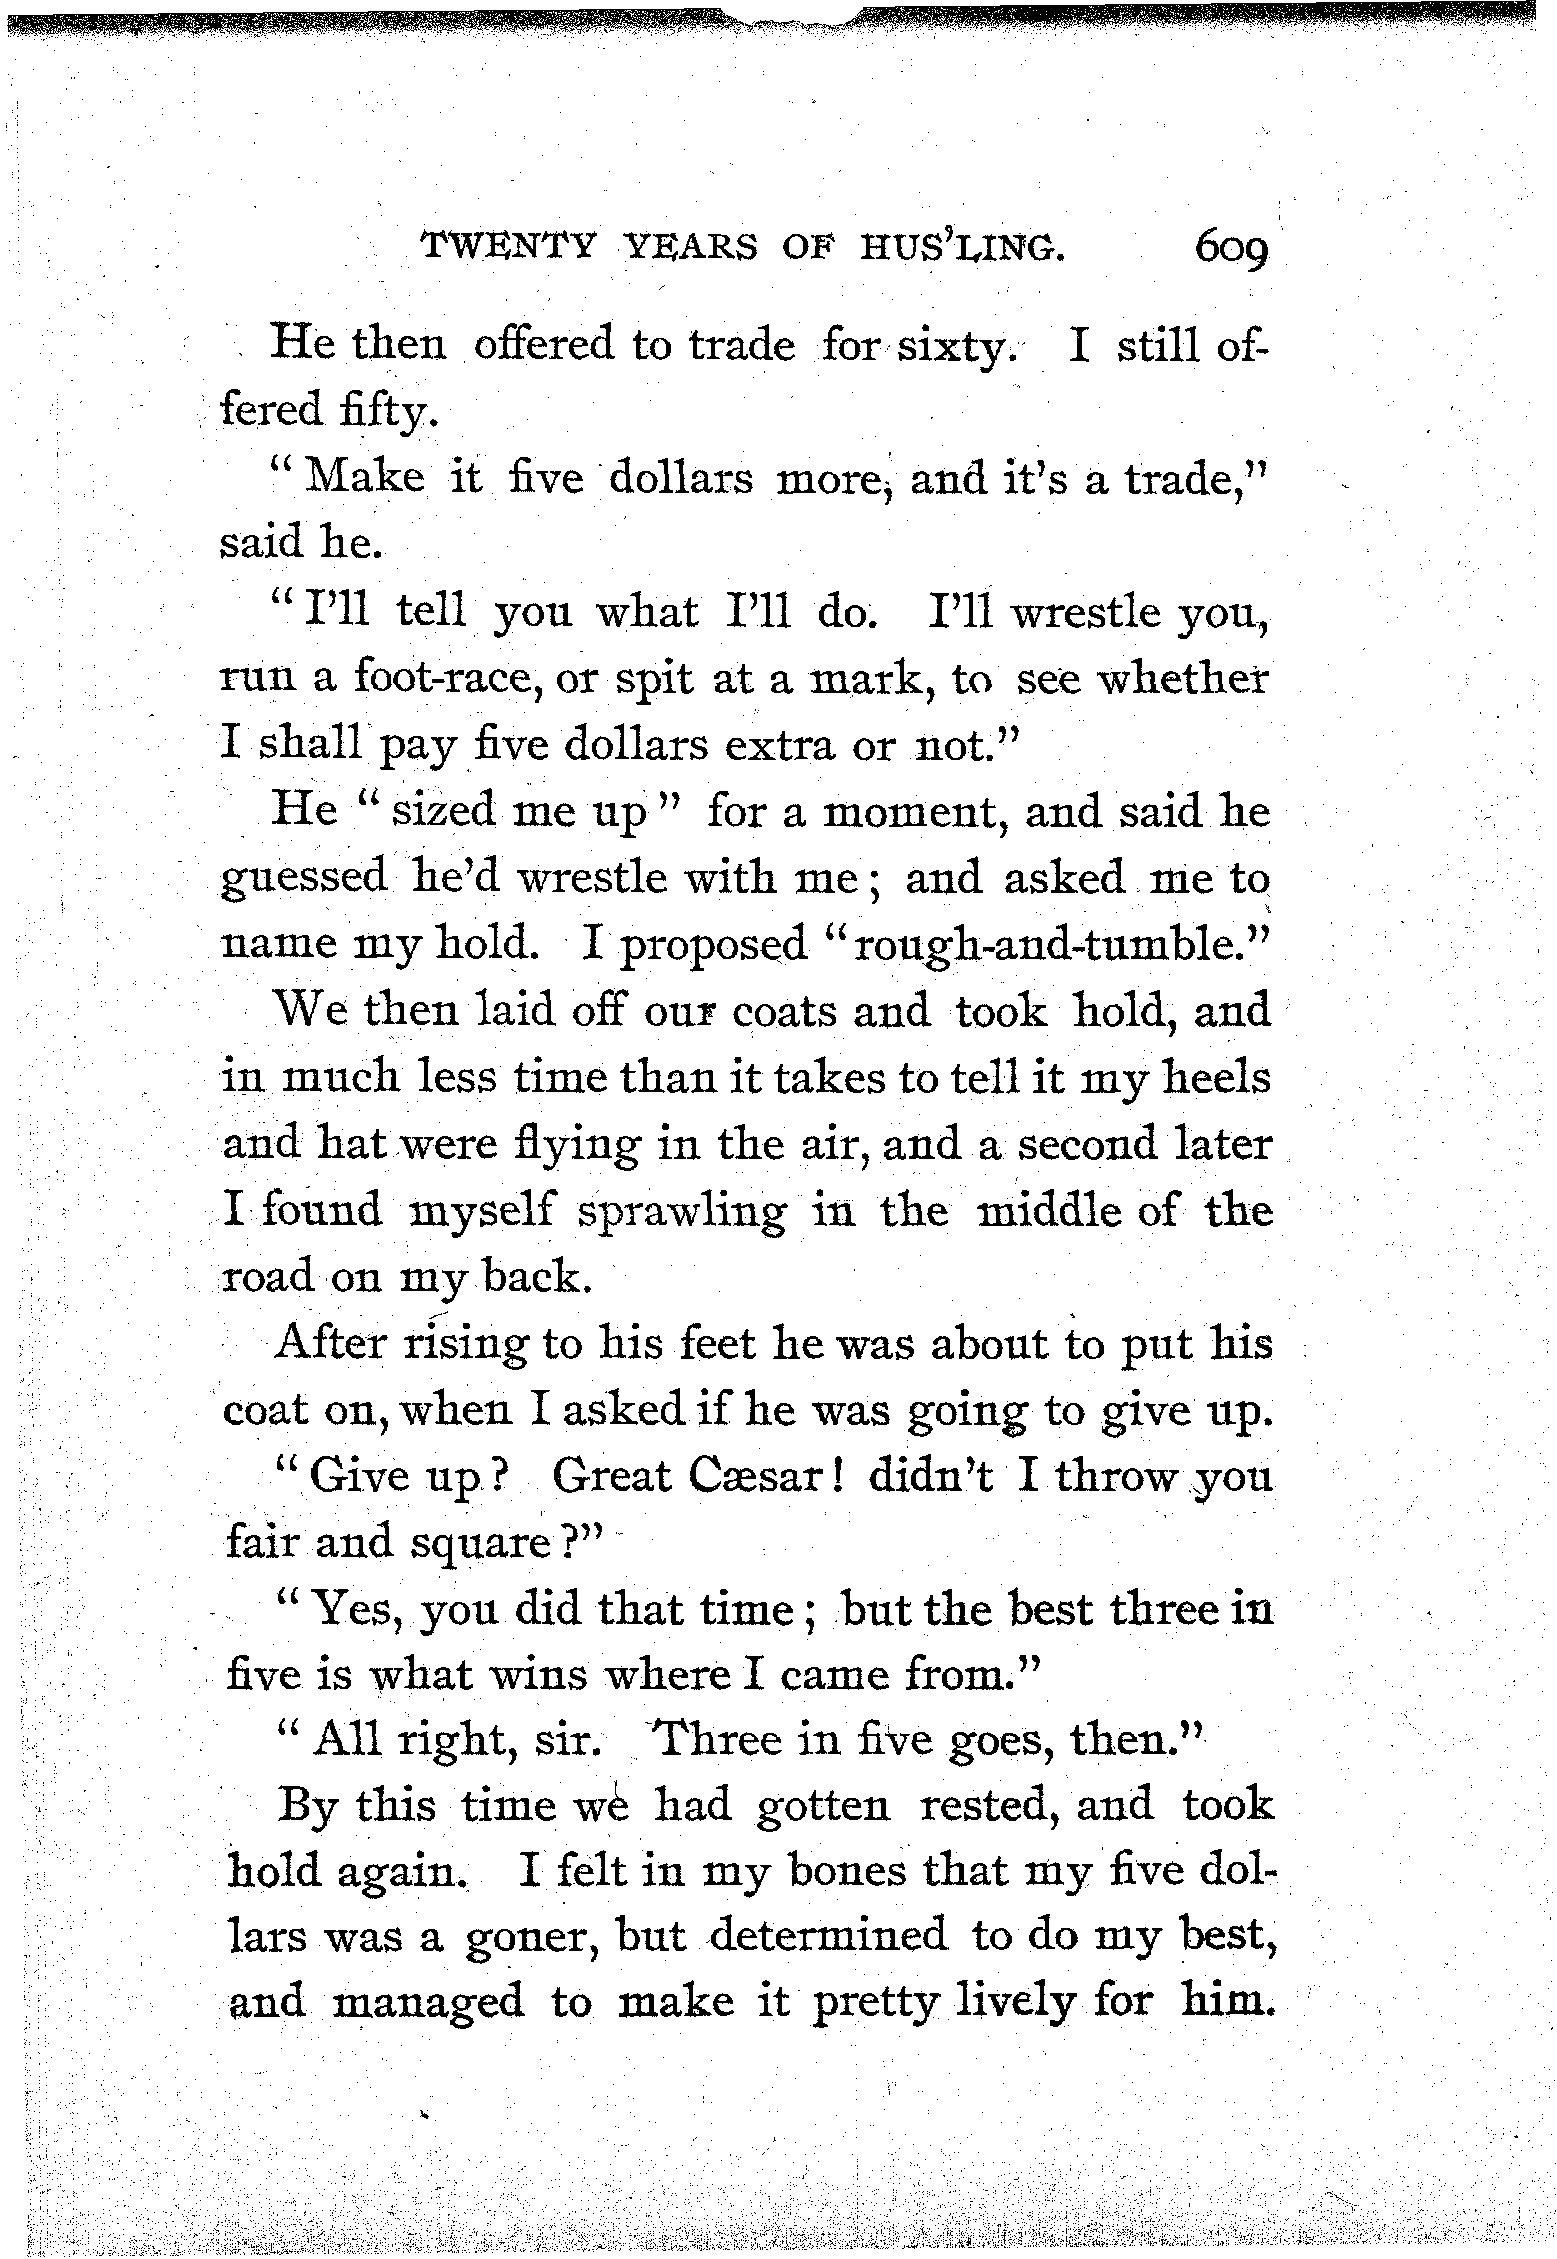 TWENTY YEARS OF HUS'LING. 609
He then offered to trade for sixty. I still of-
fered fifty.
"Make it five dollars more, and it's a trade,"
said he.
"I'll tell you what I'll do. I'll wrestle you,
run a foot-race, or spit at a mark, to see whether
I shall pay five dollars extra or not."
He "sized me up" for a moment, and said he
guessed he'd wrestle with me; and asked me to
name my hold. I proposed "rough-and-tumble."
We then laid off our coats and took hold, and
in much less time than it takes to tell it my heels
and hat were flying in the air, and a second later
I found myself sprawling in the middle of the
road on my back.
After rising to his feet he was about to put his
coat on, when I asked if he was going to give up.
"Give up? Great Cæsar! didn't I throw you
fair and square?"
"Yes, you did that time; but the best three in
five is what wins where I came from."
"All right, sir. Three in five goes, then."
By this time we had gotten rested, and took
hold again. I felt in my bones that my five dol-
lars was a goner, but determined to do my best,
and managed to make it pretty lively for him.